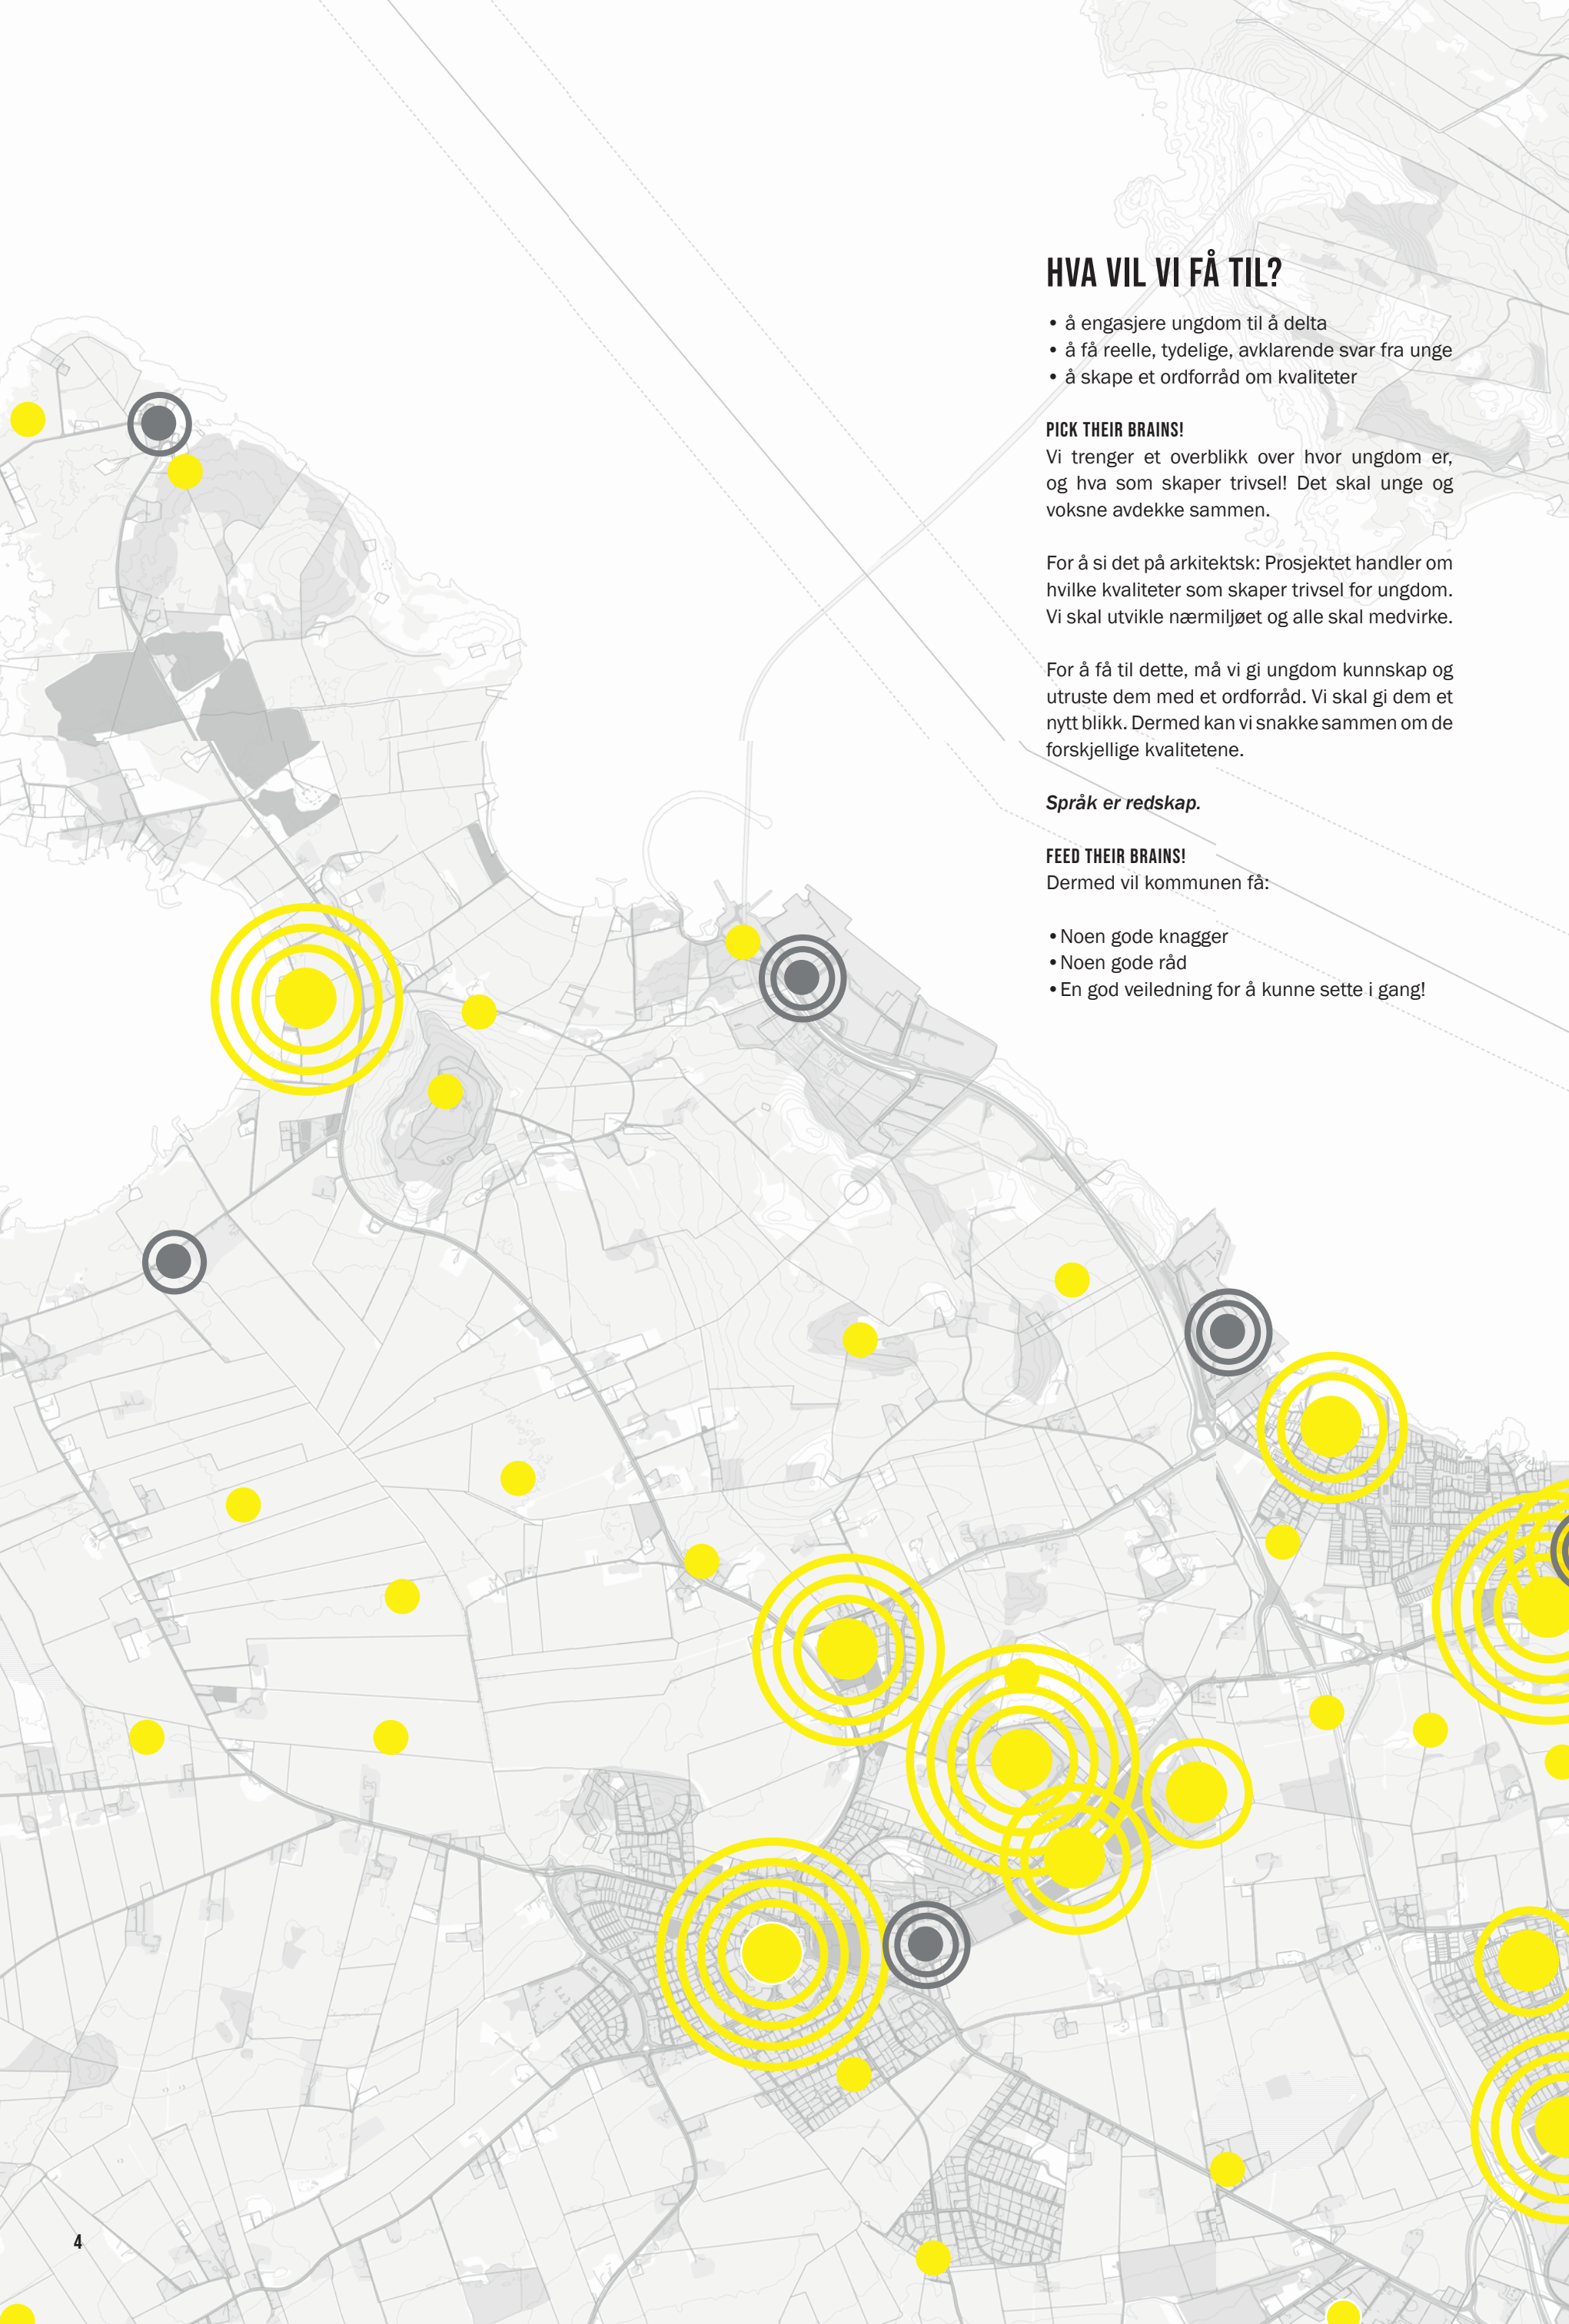 HVA VIL VI FÅ TIL?
• å engasjere ungdom til å delta
• å få reelle, tydelige, avklarende svar fra unge
• å skape et ordforråd om kvaliteter
PICK THEIR BRAINS!
Vi trenger et overblikk over hvor ungdom er,
og hva som skaper trivsel! Det skal unge og
voksne avdekke sammen.
For å si det på arkitektsk: Prosjektet handler om
hvilke kvaliteter som skaper trivsel for ungdom.
Vi skal utvikle nærmiljøet og alle skal medvirke.
For å få til dette, må vi gi ungdom kunnskap og
utruste dem med et ordforråd. Vi skal gi dem et
nytt blikk. Dermed kan vi snakke sammen om de
forskjellige kvalitetene.
Språk er redskap.
FEED THEIR BRAINS!
Dermed vil kommunen få:
• Noen gode knagger
• Noen gode råd
• En god veiledning for å kunne sette i gang!
4